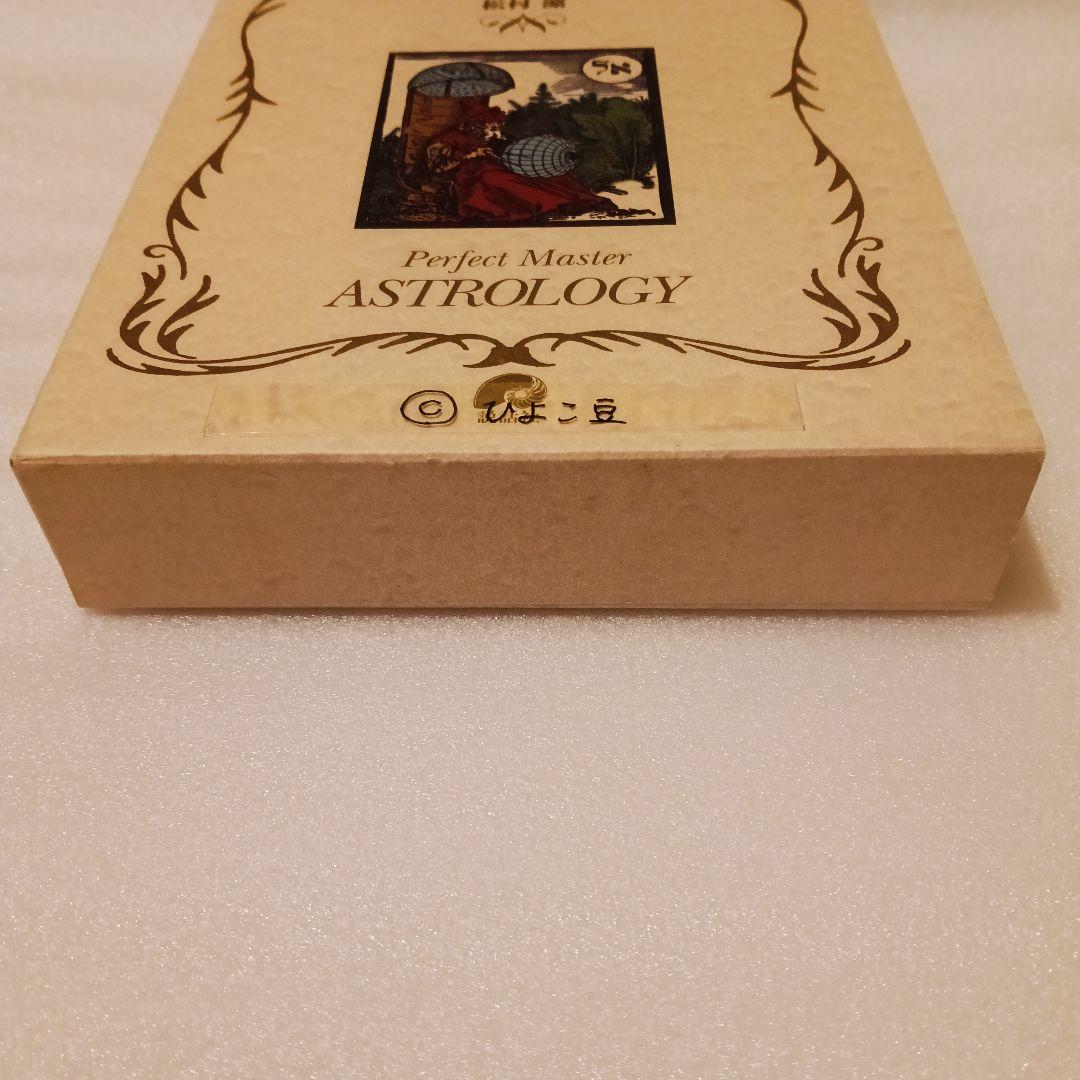 Perfect Master
ASTROLOGY
© ひよこ豆